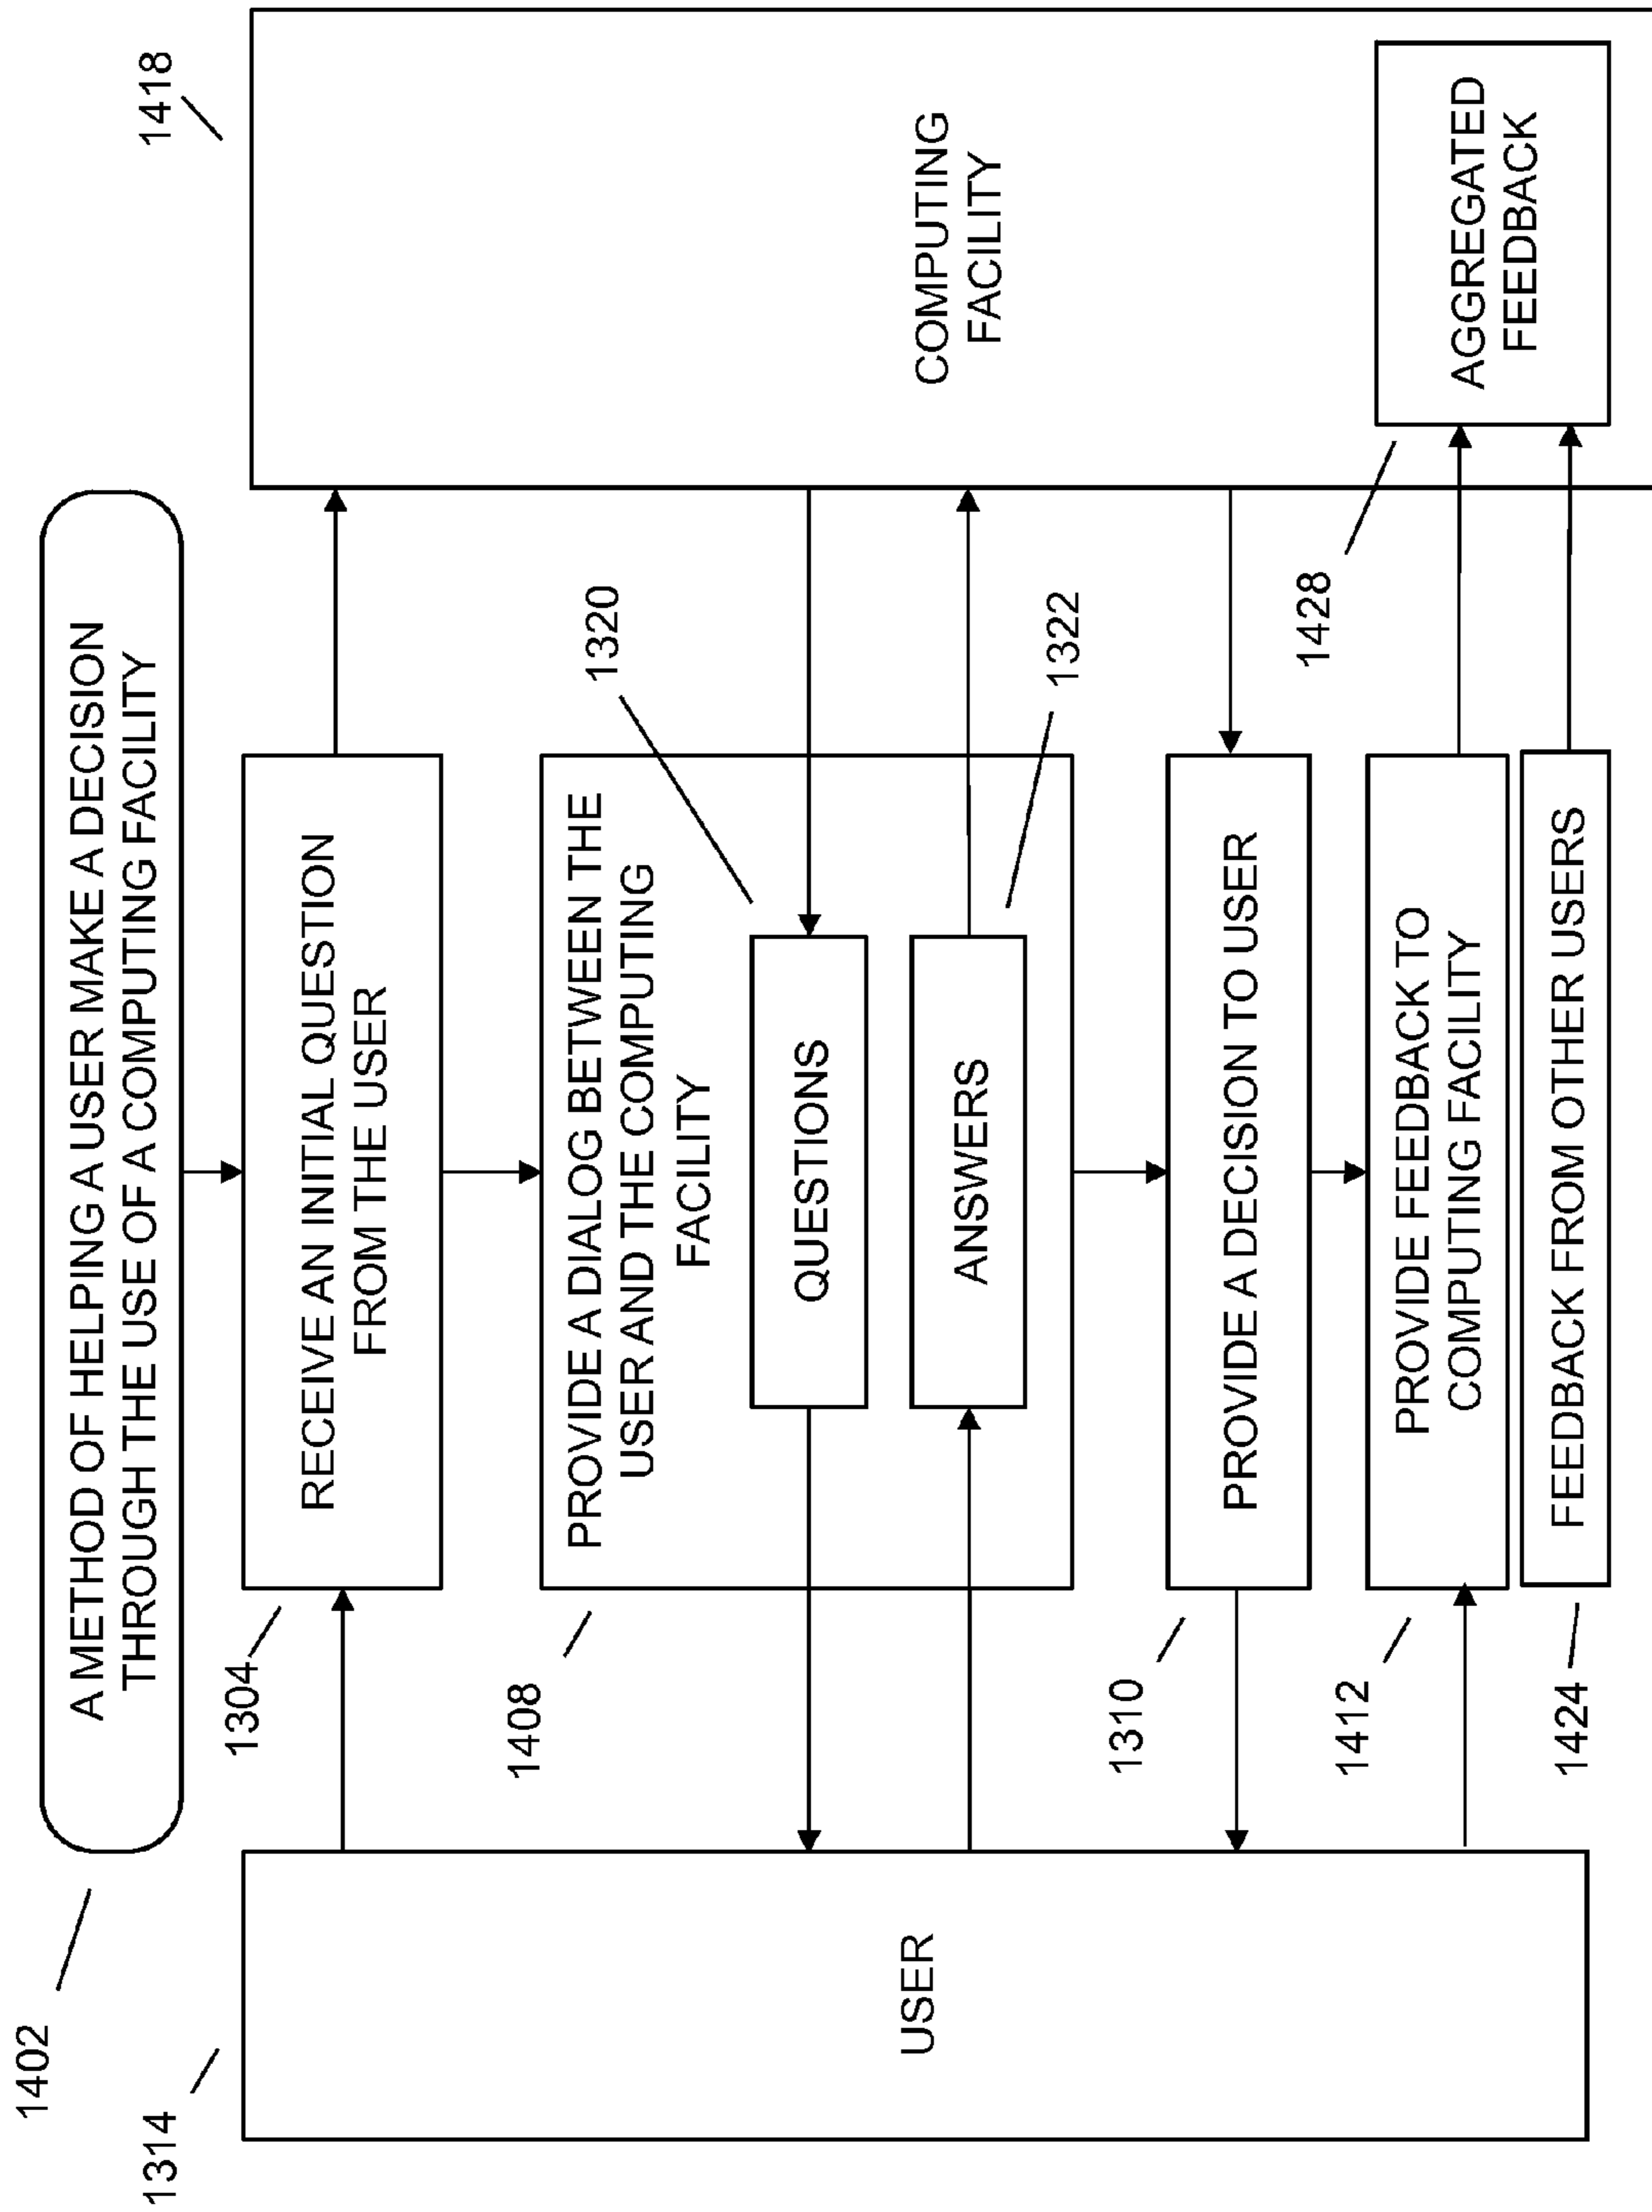 1402
A METHOD OF HELPING A USER MAKE A DECISION
THROUGH THE USE OF A COMPUTING FACILITY
1314
USER
1304
RECEIVE AN INITIAL QUESTION
FROM THE USER
1418
COMPUTING
FACILITY
1408
PROVIDE A DIALOG BETWEEN THE
USER AND THE COMPUTING
FACILITY
1320
QUESTIONS
ANSWERS
1322
1310
PROVIDE A DECISION TO USER
1412
PROVIDE FEEDBACK TO
COMPUTING FACILITY
1428
AGGREGATED
FEEDBACK
1424
FEEDBACK FROM OTHER USERS